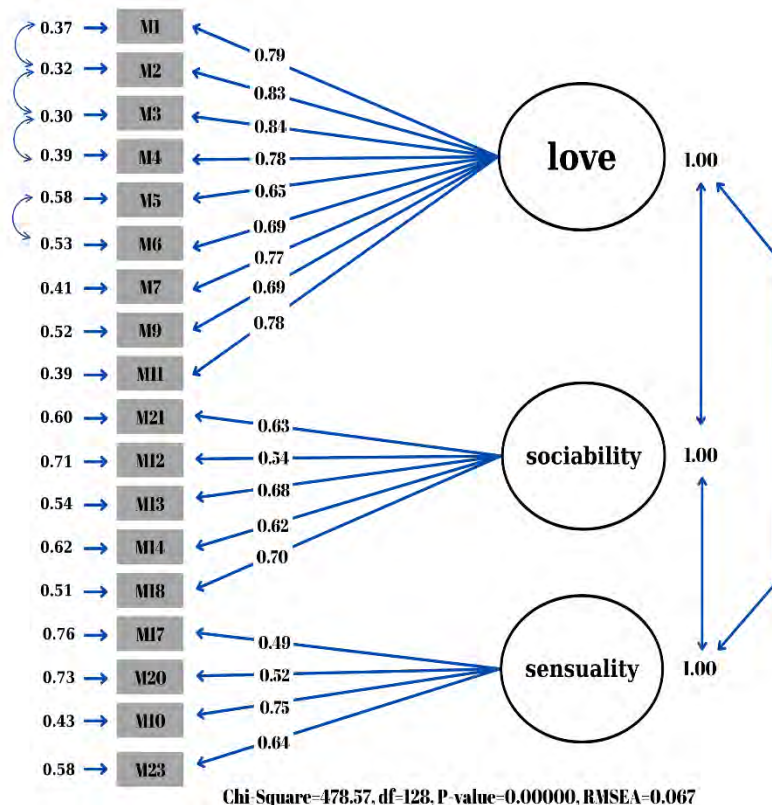 0.37 M1
0.79
0.32 M2
0.83
0.30 M3
0.84
0.39 M4
0.78
love 1.00
0.58 M5
0.65
0.53 M6
0.69
0.41 M7
0.77
0.52 M9
0.69
0.39 M11
0.78
0.60 M21
0.63
0.71 M12
0.54
sociability 1.00
0.54 M13
0.68
0.62 M14
0.62
0.51 M18
0.70
0.76 M17
0.49
0.73 M20
0.52
sensuality 1.00
0.43 M10
0.75
0.58 M23
0.64
Chi-Square=478.57, df=128, P-value=0.00000, RMSEA=0.067